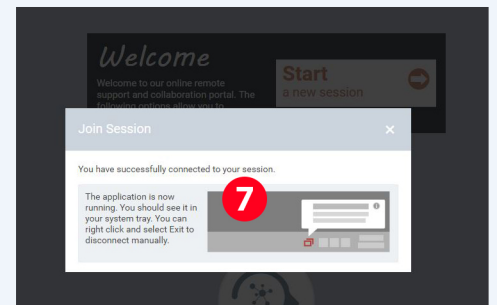 Welcome
Welcome to our online remote
support and collaboration portal. The
following options allow you to
Start
a new session
Join Session
×
You have successfully connected to your session.
The application is now
running. You should see it in
your system tray. You can
right click and select Exit to
disconnect manually.
7